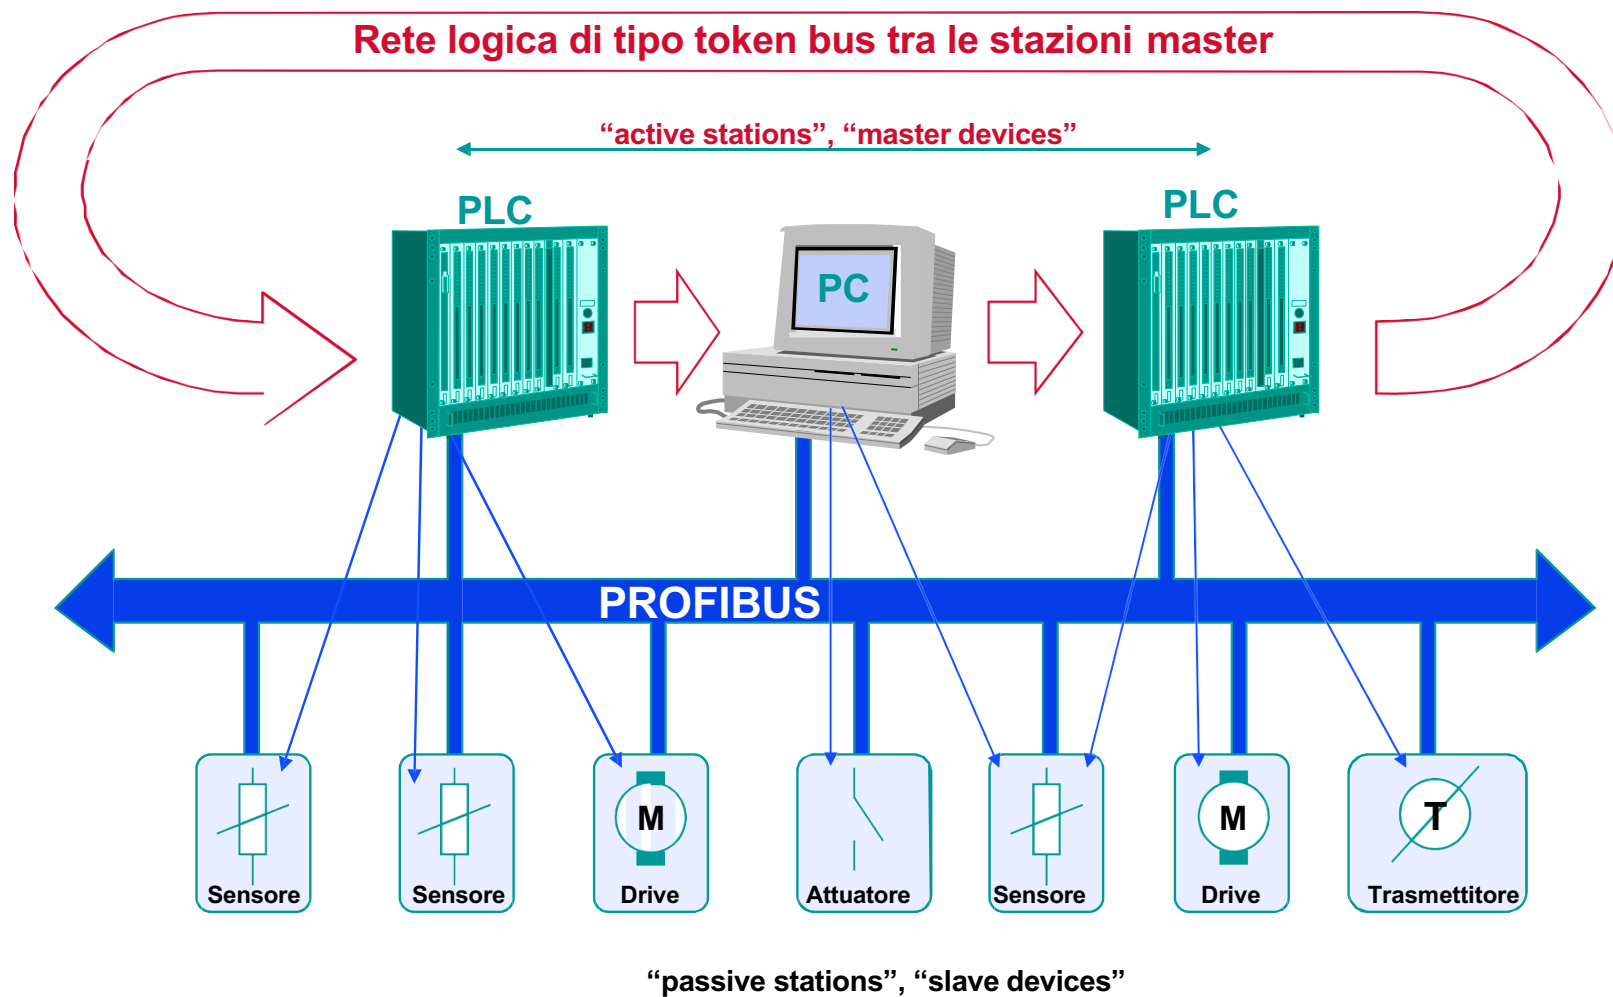 Rete logica di tipo token bus tra le stazioni master
“active stations”, “master devices”
PLC
PLC
PC
PROFIBUS
M
M
T
Sensore
Sensore
Drive
Attuatore
Sensore
Drive
Trasmettitore
“passive stations”, “slave devices”